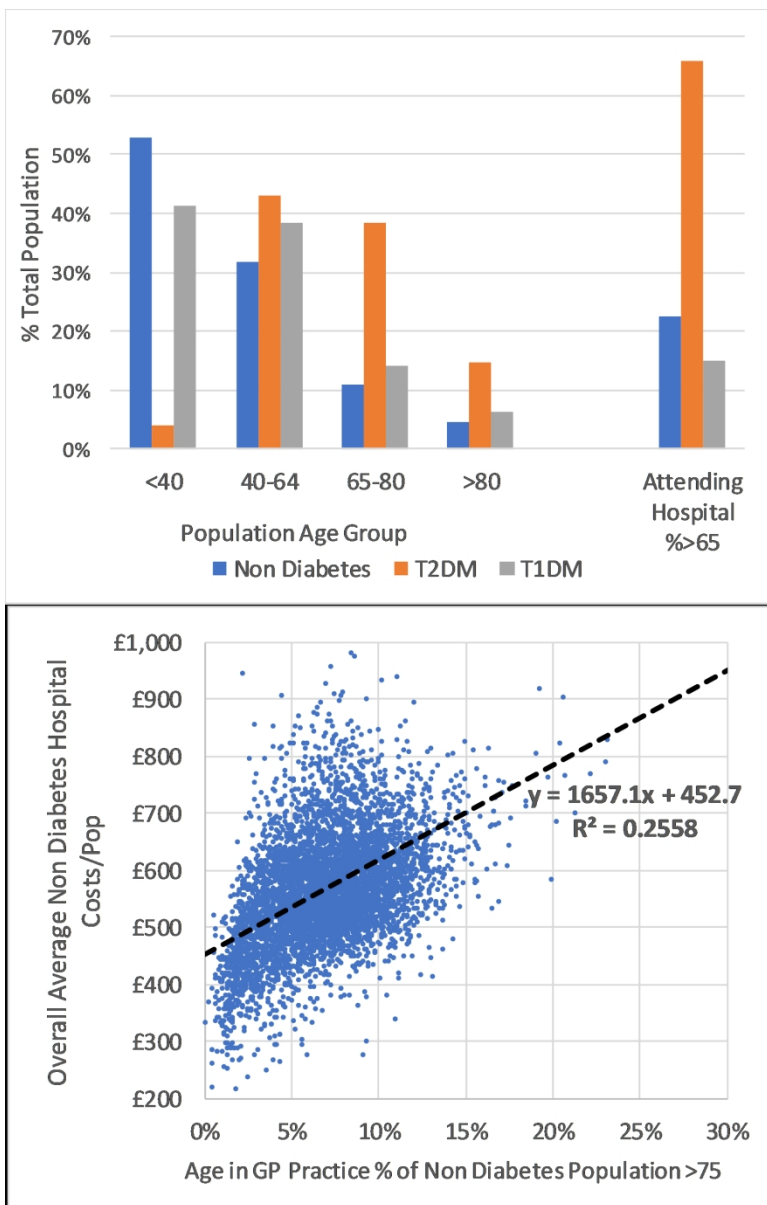 70%
60%
50%
40%
30%
20%
10%
0%
% Total Population
<40 40-64 65-80 >80 Attending
Hospital
%>65
Population Age Group
Non Diabetes T2DM T1DM
£1,000
£900
£800
£700
£600
£500
£400
£300
£200
Overall Average Non Diabetes Hospital
Costs/Pop
y = 1657.1x + 452.7
R² = 0.2558
0% 5% 10% 15% 20% 25% 30%
Age in GP Practice % of Non Diabetes Population >75